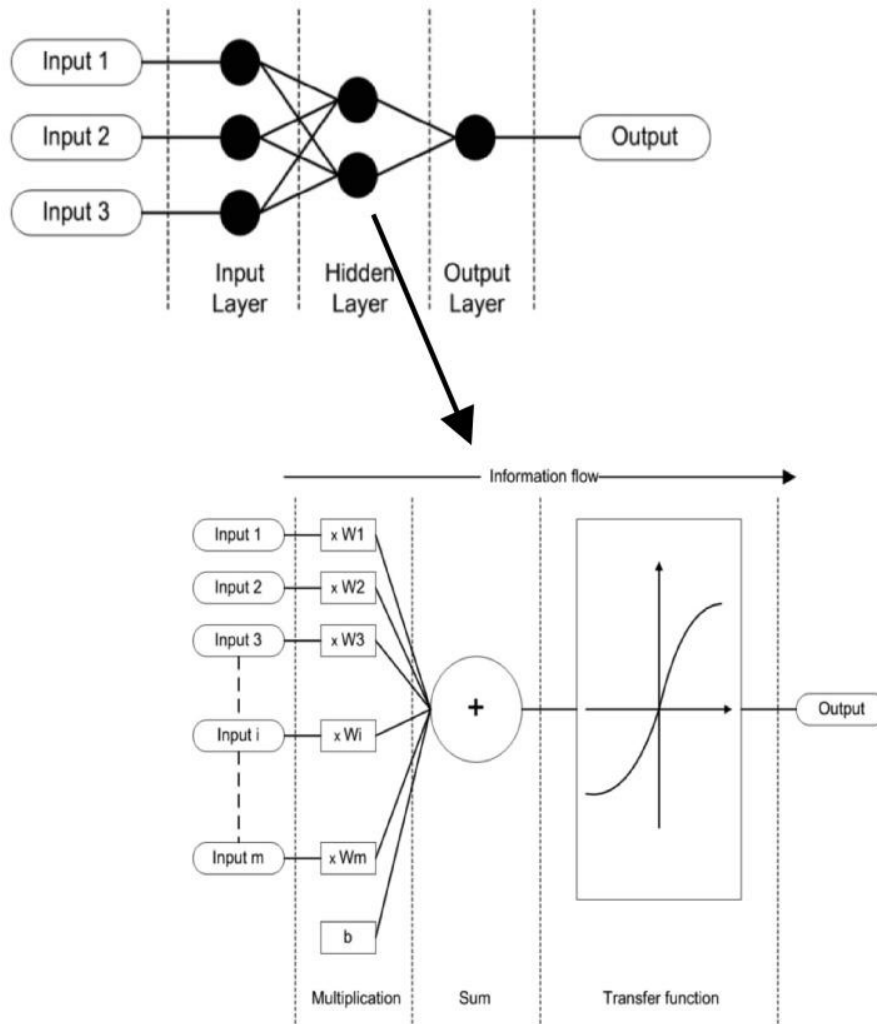 Input 1
Input 2
Input 3
Output
Input
Layer
Hidden
Layer
Output
Layer
Information flow
Input 1
x W1
Input 2
x W2
Input 3
x W3
+
Input i
x Wi
Output
Input m
x Wm
b
Multiplication
Sum
Transfer function